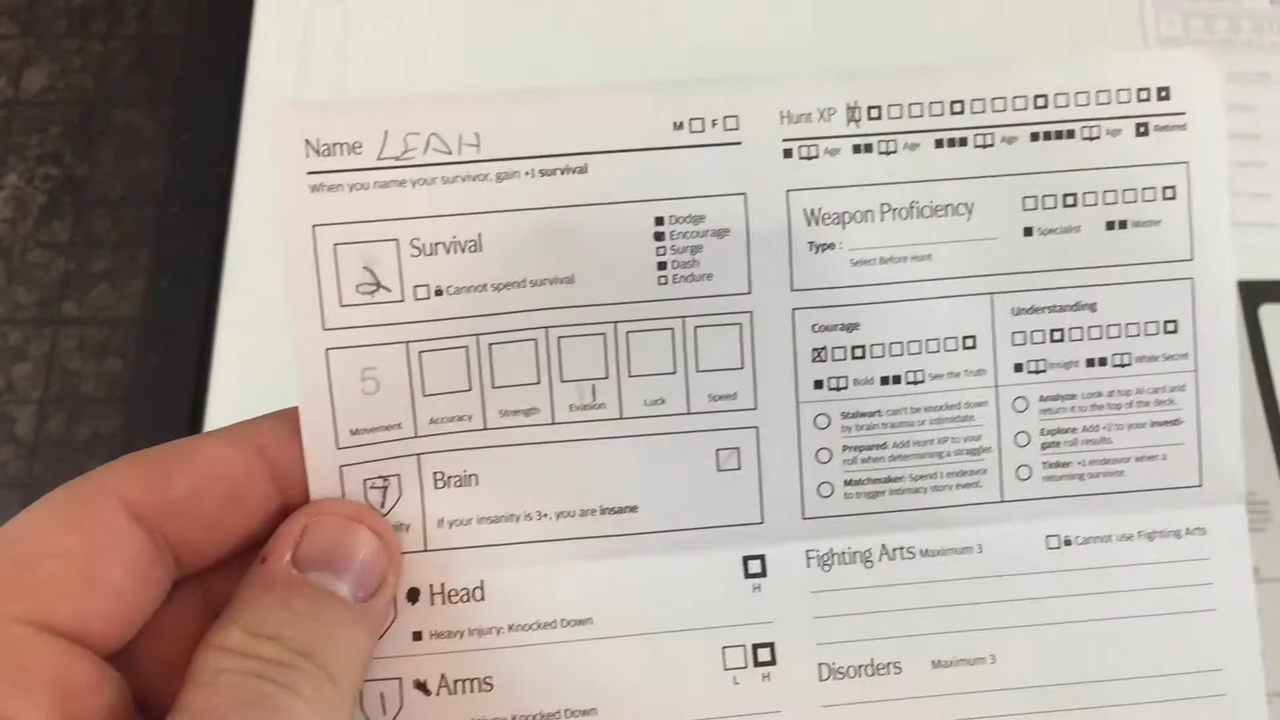 Name LEAH M F
When you name your survivor, gain +1 survival
2 Survival
Cannot spend survival
Dodge
Encourage
Surge
Dash
Endure
5
Movement Accuracy Strength Evasion Luck Speed
Brain
If your insanity is 3+, you are insane
Head
H
Heavy Injury: Knocked Down
1 Arms
L H
Knocked Down
Hunt XP
Age Age Age Age Retired
Weapon Proficiency
Type :
Select Before Hunt
Specialist Master
Courage
Bold See the Truth
Stalwart: can't be knocked down
by brain trauma or intimidate.
Prepared: Add Hunt XP to your
roll when determining a straggler.
Matchmaker: Spend 1 endeavor
to trigger intimacy story event.
Understanding
Insight White Secret
Analyze: Look at top AI card and
return it to the top of the deck.
Explore: Add +2 to your investi-
gate roll results.
Tinker: +1 endeavor when a
returning survivor.
Fighting Arts Maximum 3
Cannot use Fighting Arts
Disorders Maximum 3